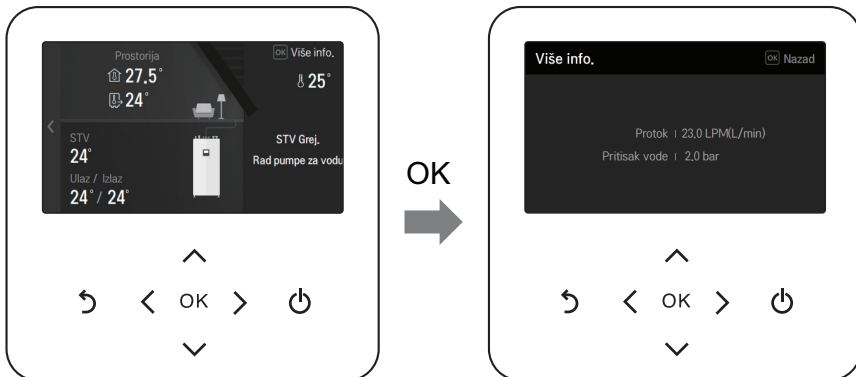 Prostorija
27.5°
24°
OK Više info.
25°
STV
24°
Ulaz / Izlaz
24° / 24°
STV Grej.
Rad pumpe za vodu
OK
OK
Više info.
OK Nazad
Protok | 23,0 LPM(L/min)
Pritisak vode | 2,0 bar
OK